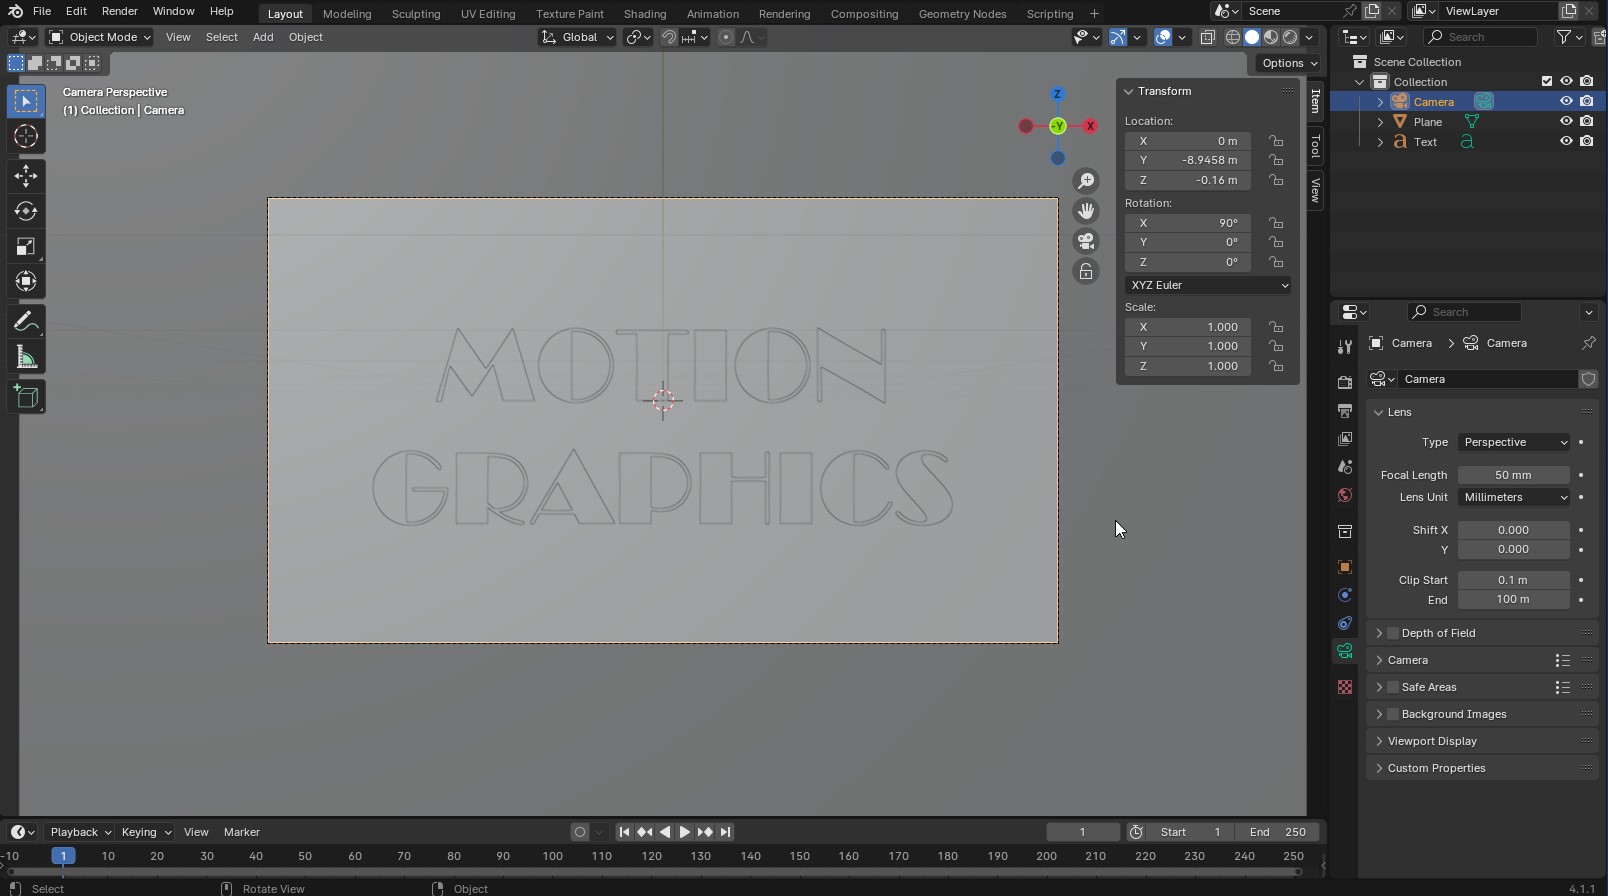 File Edit Render Window Help Layout Modeling Sculpting UV Editing Texture Paint Shading Animation Rendering Compositing Geometry Nodes Scripting + Scene ViewLayer
Object Mode View Select Add Object Global Search
Options
Camera Perspective
(1) Collection | Camera
Z
-Y
X
MOTION
GRAPHICS
Transform
Location:
X 0 m
Y -8.9458 m
Z -0.16 m
Rotation:
X 90°
Y 0°
Z 0°
XYZ Euler
Scale:
X 1.000
Y 1.000
Z 1.000
Item
Tool
View
Scene Collection
Collection
Camera
Plane
Text
Search
Camera > Camera
Camera
Lens
Type Perspective
Focal Length 50 mm
Lens Unit Millimeters
Shift X 0.000
Y 0.000
Clip Start 0.1 m
End 100 m
Depth of Field
Camera
Safe Areas
Background Images
Viewport Display
Custom Properties
Playback Keying View Marker 1 Start 1 End 250
-10 1 10 20 30 40 50 60 70 80 90 100 110 120 130 140 150 160 170 180 190 200 210 220 230 240 250
Select Rotate View Object 4.1.1